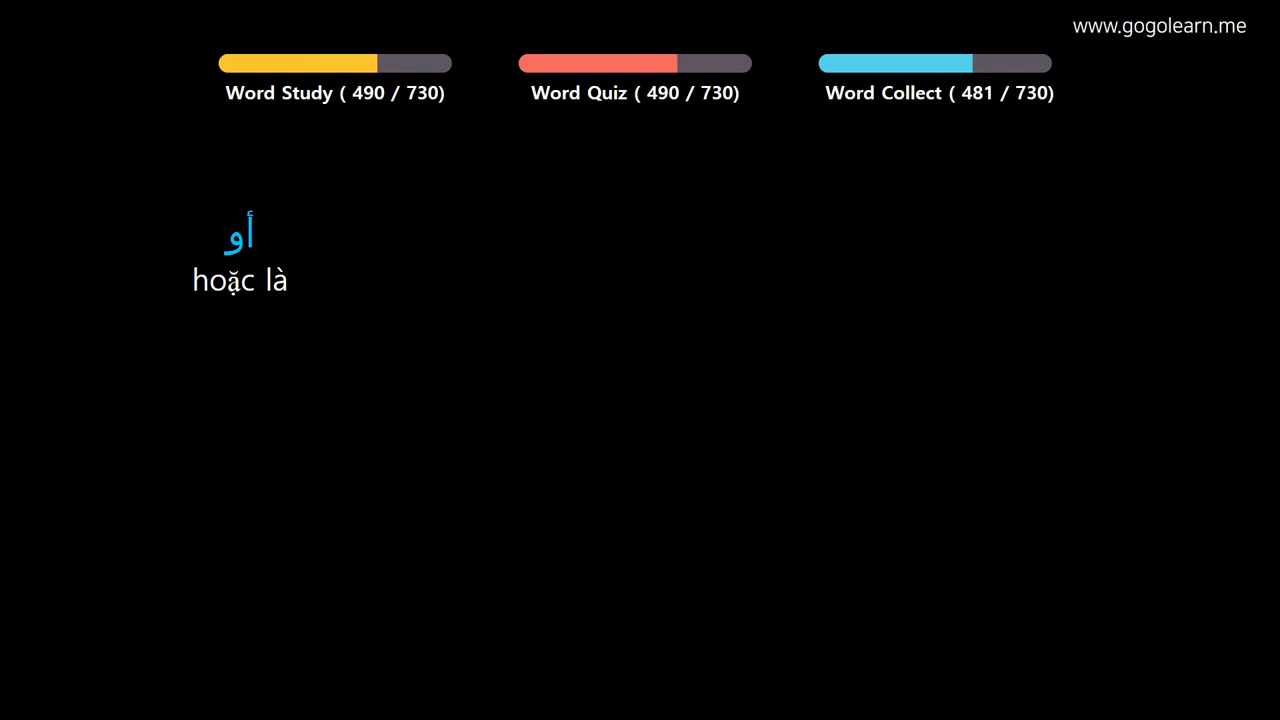 www.gogolearn.me
Word Study ( 490 / 730)
Word Quiz ( 490 / 730)
Word Collect ( 481 / 730)
أو
hoặc là